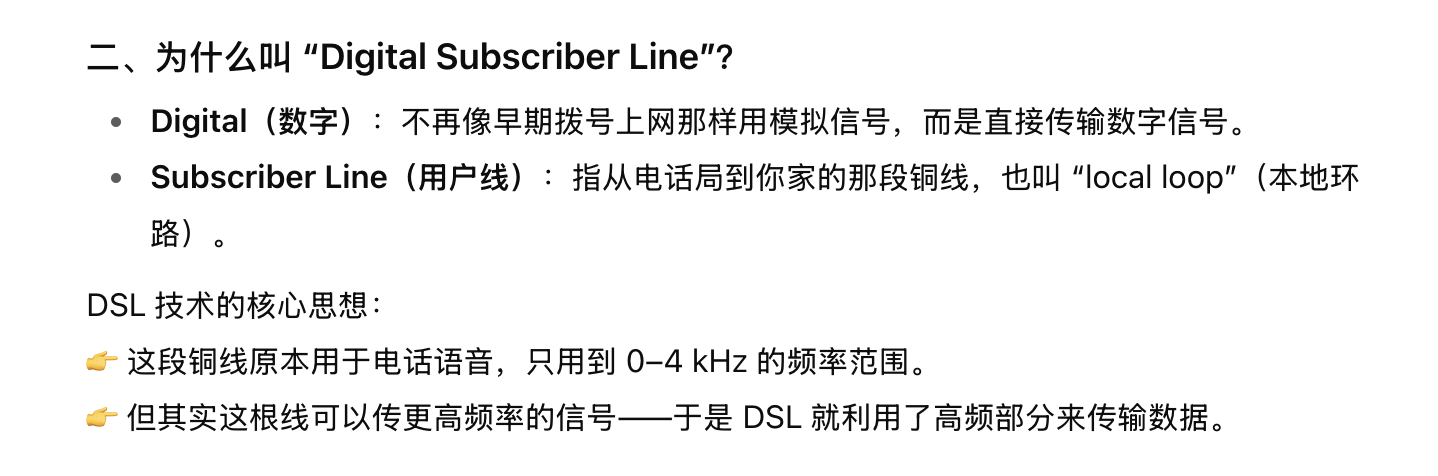 二、为什么叫 “Digital Subscriber Line”？
• Digital（数字）：不再像早期拨号上网那样用模拟信号，而是直接传输数字信号。
• Subscriber Line（用户线）：指从电话局到你家的那段铜线，也叫 “local loop”（本地环
路）。
DSL 技术的核心思想：
👉 这段铜线原本用于电话语音，只用到 0–4 kHz 的频率范围。
👉 但其实这根线可以传更高频率的信号——于是 DSL 就利用了高频部分来传输数据。